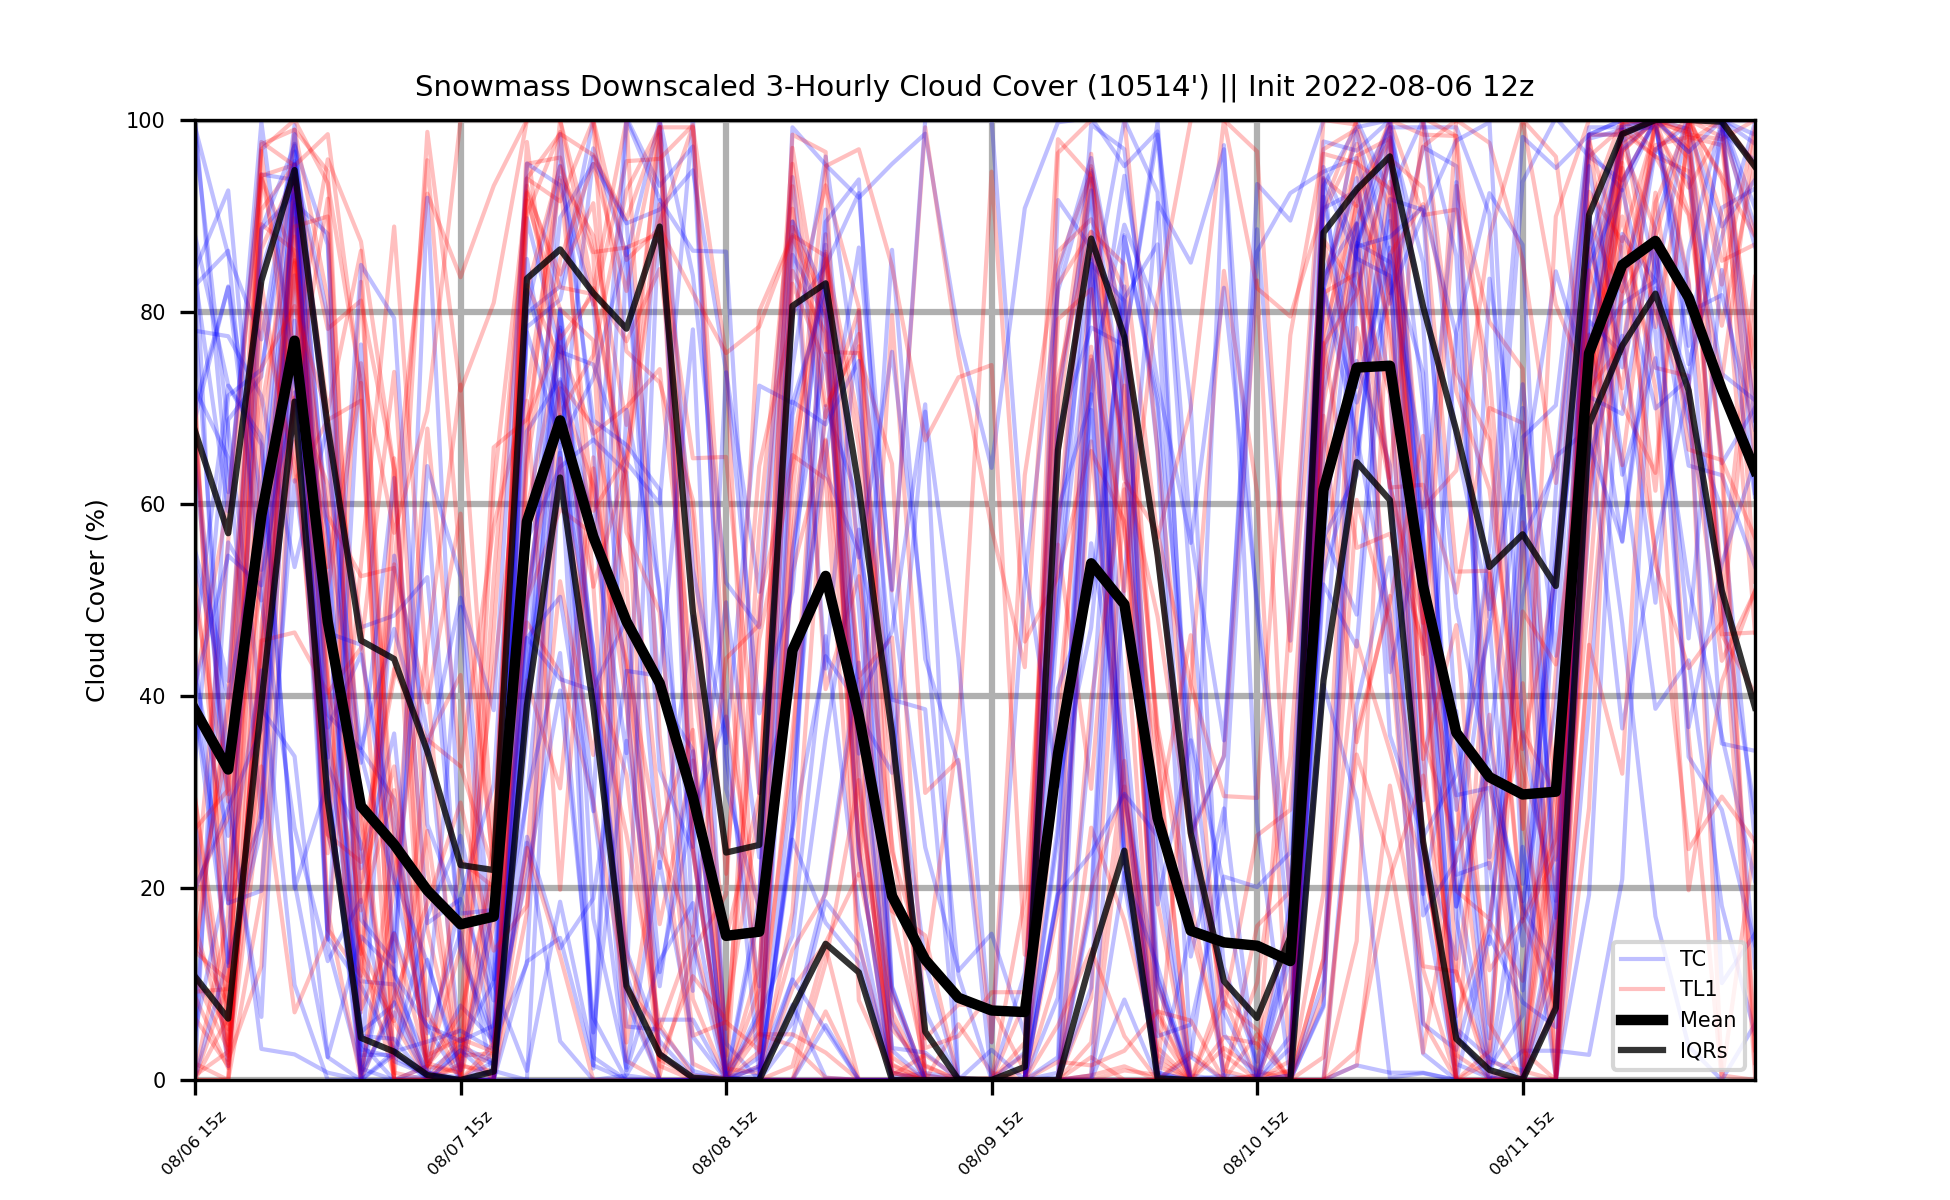 Snowmass Downscaled 3-Hourly Cloud Cover (10514') || Init 2022-08-06 12z
Cloud Cover (%)
100
80
60
40
20
0
08/06 15z
08/07 15z
08/08 15z
08/09 15z
08/10 15z
08/11 15z
TC
TL1
Mean
IQRs